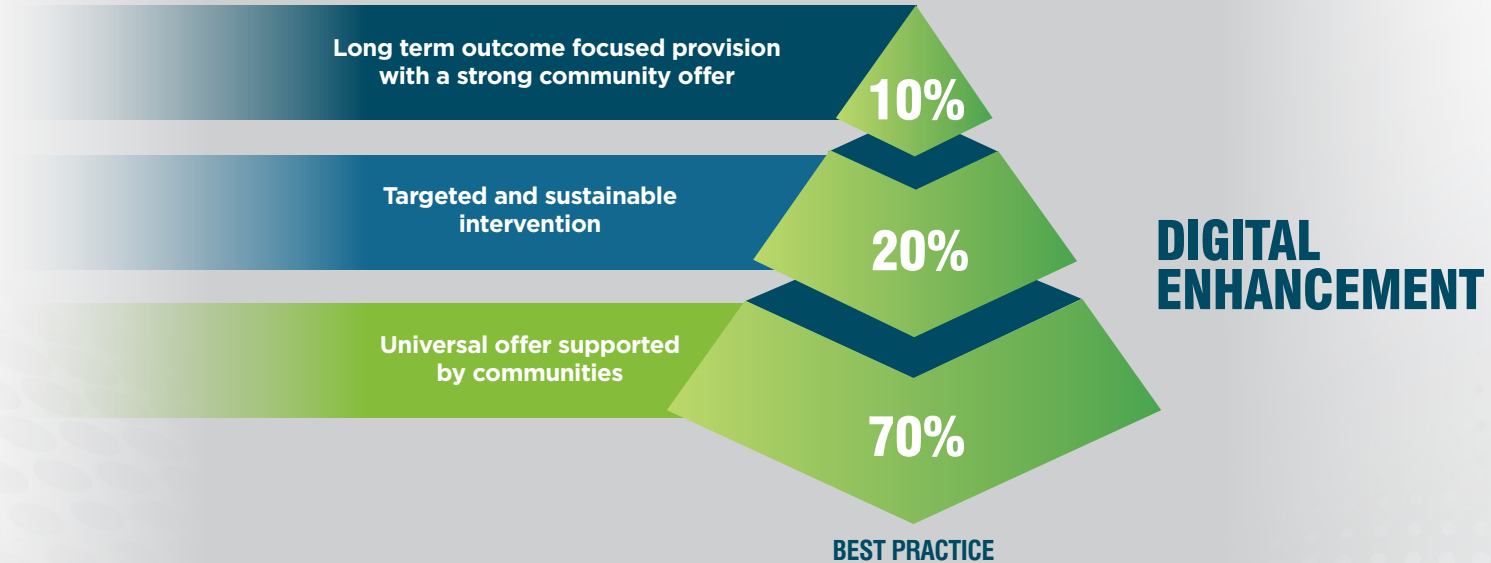 Long term outcome focused provision
with a strong community offer
10%
Targeted and sustainable
intervention
20%
DIGITAL
ENHANCEMENT
Universal offer supported
by communities
70%
BEST PRACTICE